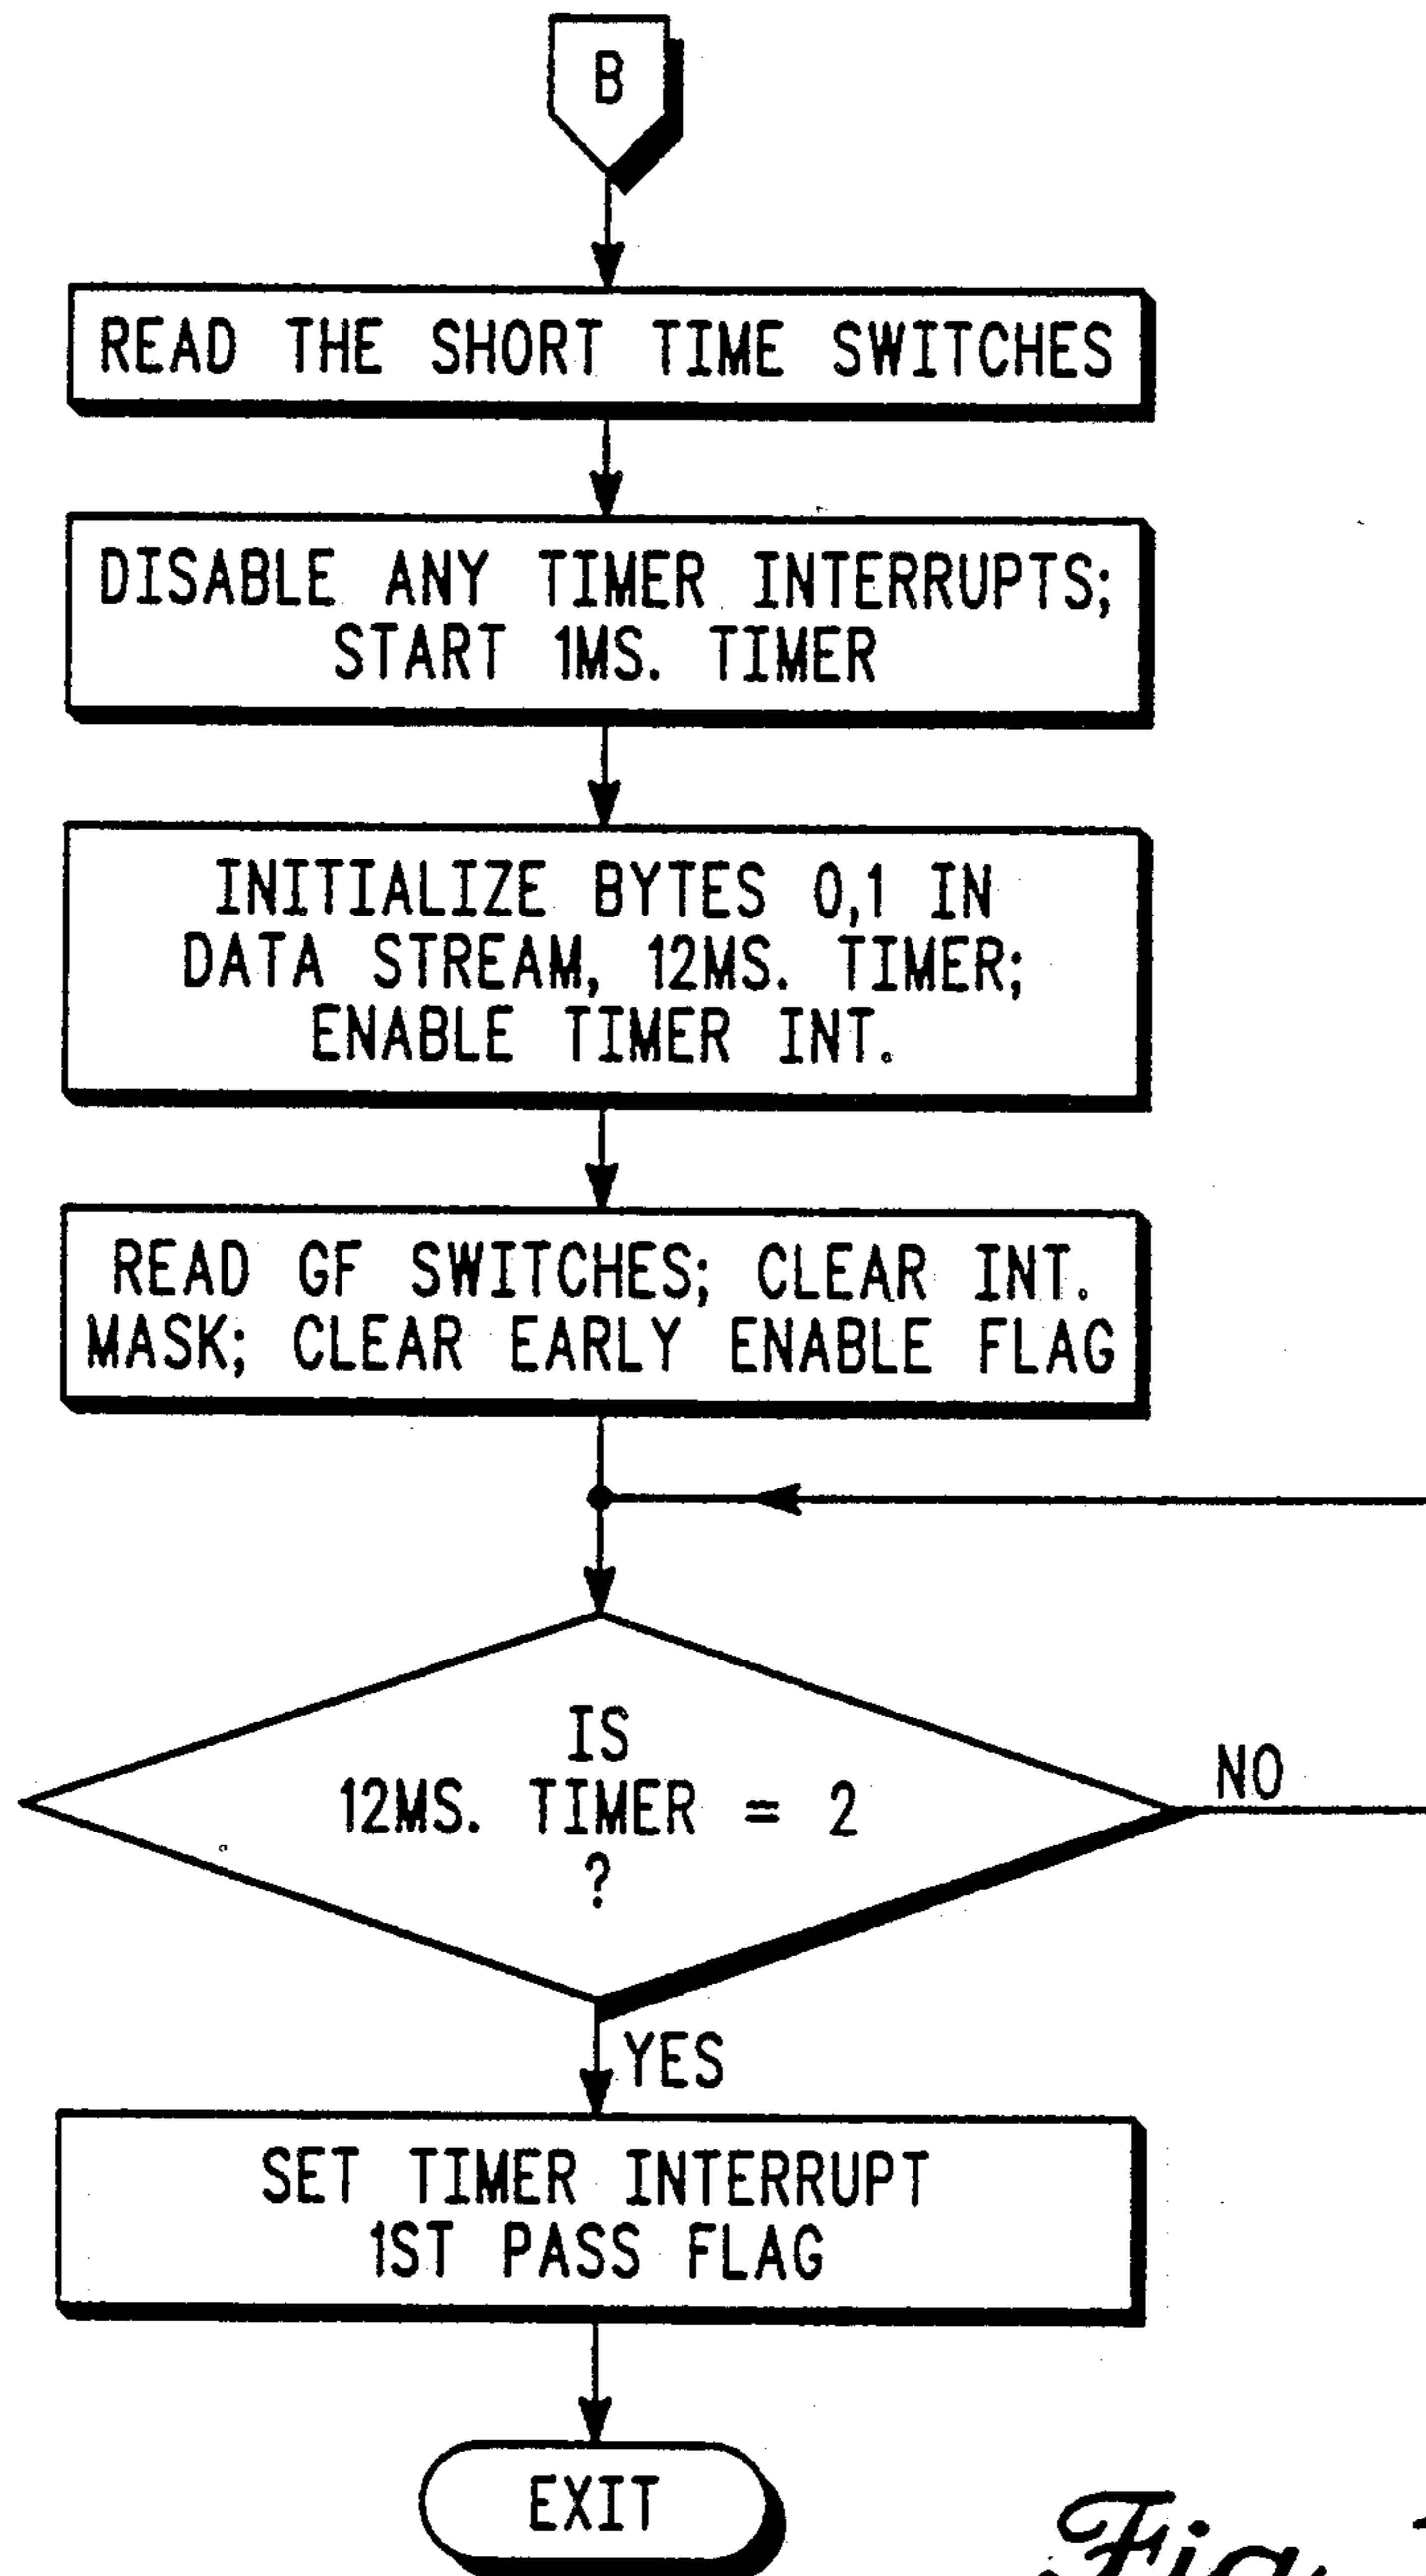 B
READ THE SHORT TIME SWITCHES
DISABLE ANY TIMER INTERRUPTS;
START 1MS. TIMER
INITIALIZE BYTES 0,1 IN
DATA STREAM, 12MS. TIMER;
ENABLE TIMER INT.
READ GF SWITCHES; CLEAR INT.
MASK; CLEAR EARLY ENABLE FLAG
IS
12MS. TIMER = 2
?
NO
YES
SET TIMER INTERRUPT
1ST PASS FLAG
EXIT
Fig.